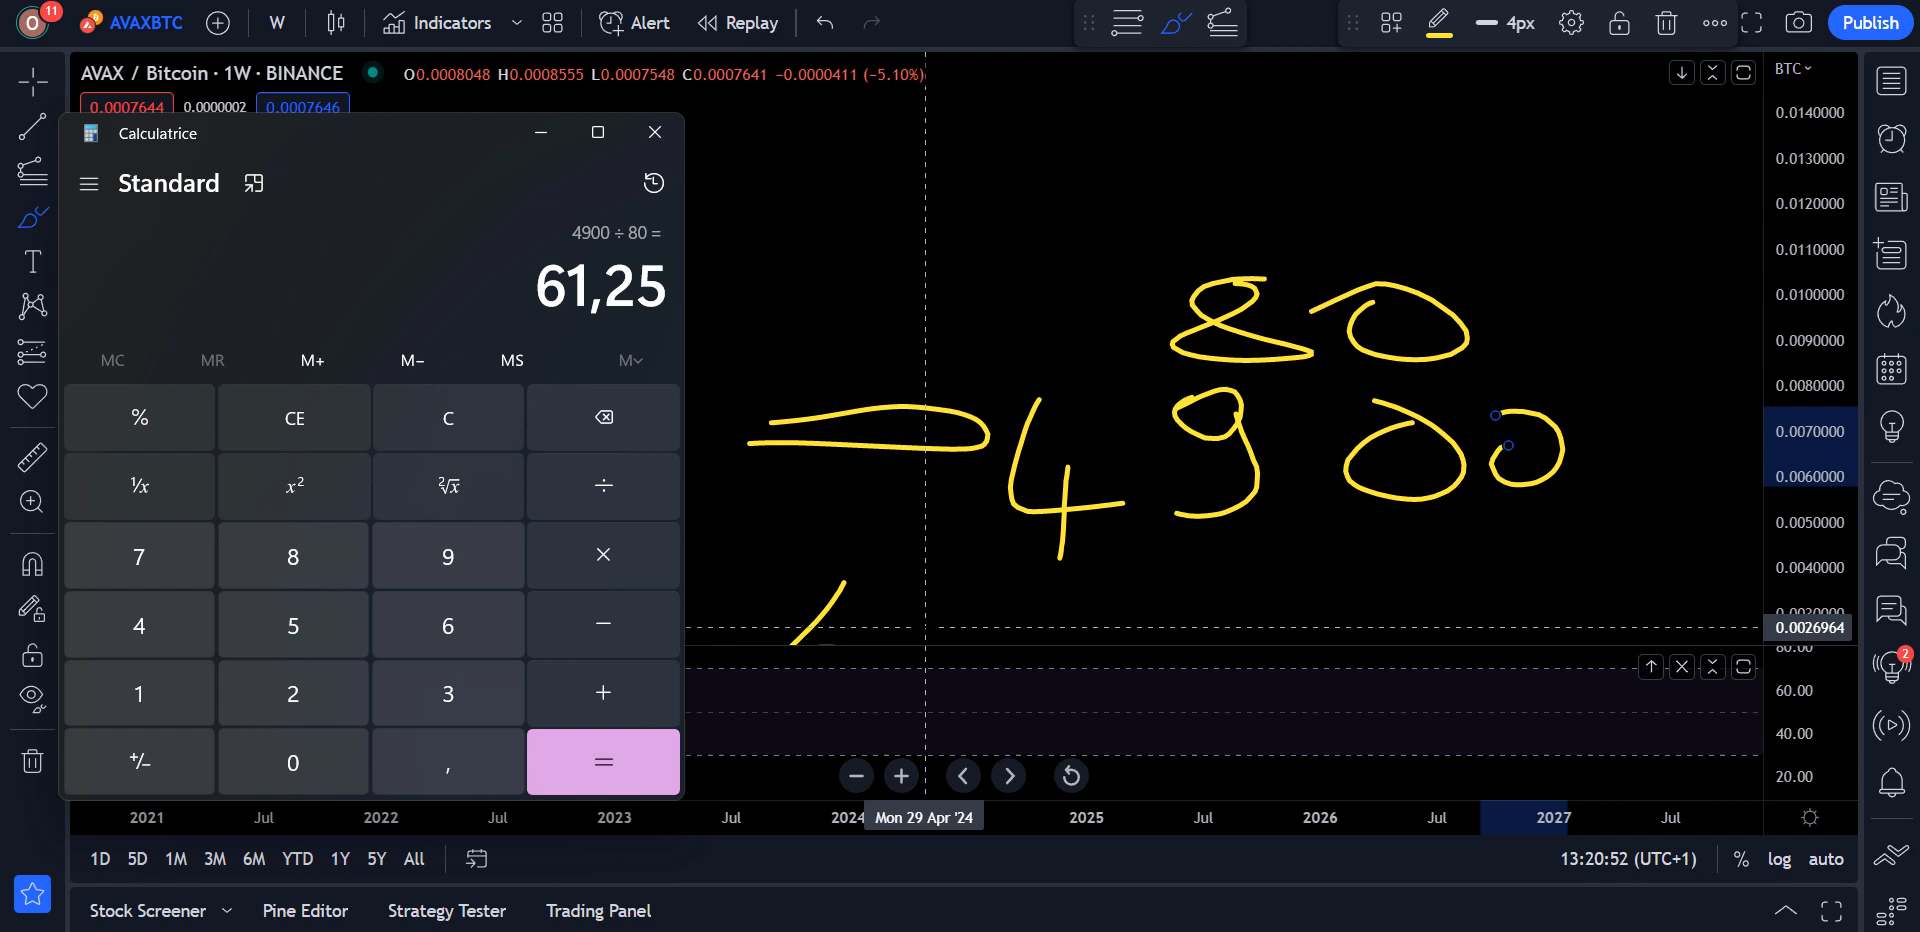 O 11 AVAXBTC W Indicators Alert Replay 4px Publish
AVAX / Bitcoin · 1W · BINANCE O0.0008048 H0.0008555 L0.0007548 C0.0007641 −0.0000411 (−5.10%) BTC
0.0007644 0.0000002 0.0007646
Calculatrice
Standard
4900 ÷ 80 =
61,25
MC MR M+ M− MS M
% CE C
¹/x x² ²√x ÷
7 8 9 ×
4 5 6 −
1 2 3 +
+/− 0 , =
80
4900
0.0140000
0.0130000
0.0120000
0.0110000
0.0100000
0.0090000
0.0080000
0.0070000
0.0060000
0.0050000
0.0040000
0.0030000
0.0026964
80.00
60.00
40.00
20.00
2021 Jul 2022 Jul 2023 Jul 2024 Mon 29 Apr '24 2025 Jul 2026 Jul 2027 Jul
1D 5D 1M 3M 6M YTD 1Y 5Y All 13:20:52 (UTC+1) % log auto
Stock Screener Pine Editor Strategy Tester Trading Panel
2